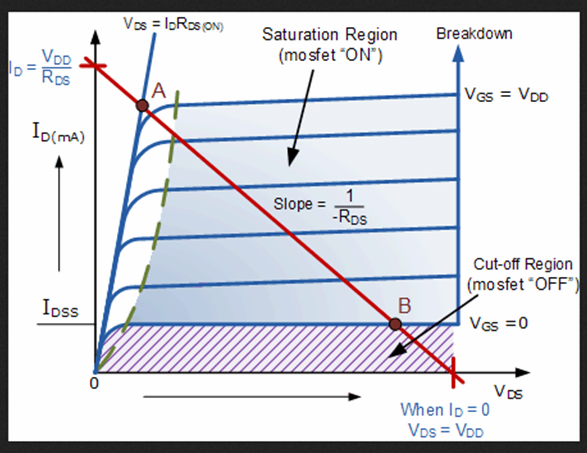 VDS = IDRDS(ON)
Saturation Region
(mosfet "ON")
Breakdown
ID = VDD
RDS
A
VGS = VDD
ID(mA)
Slope = 1
-RDS
Cut-off Region
(mosfet "OFF")
B
IDSS
VGS =0
0
VDS
When ID = 0
VDS = VDD